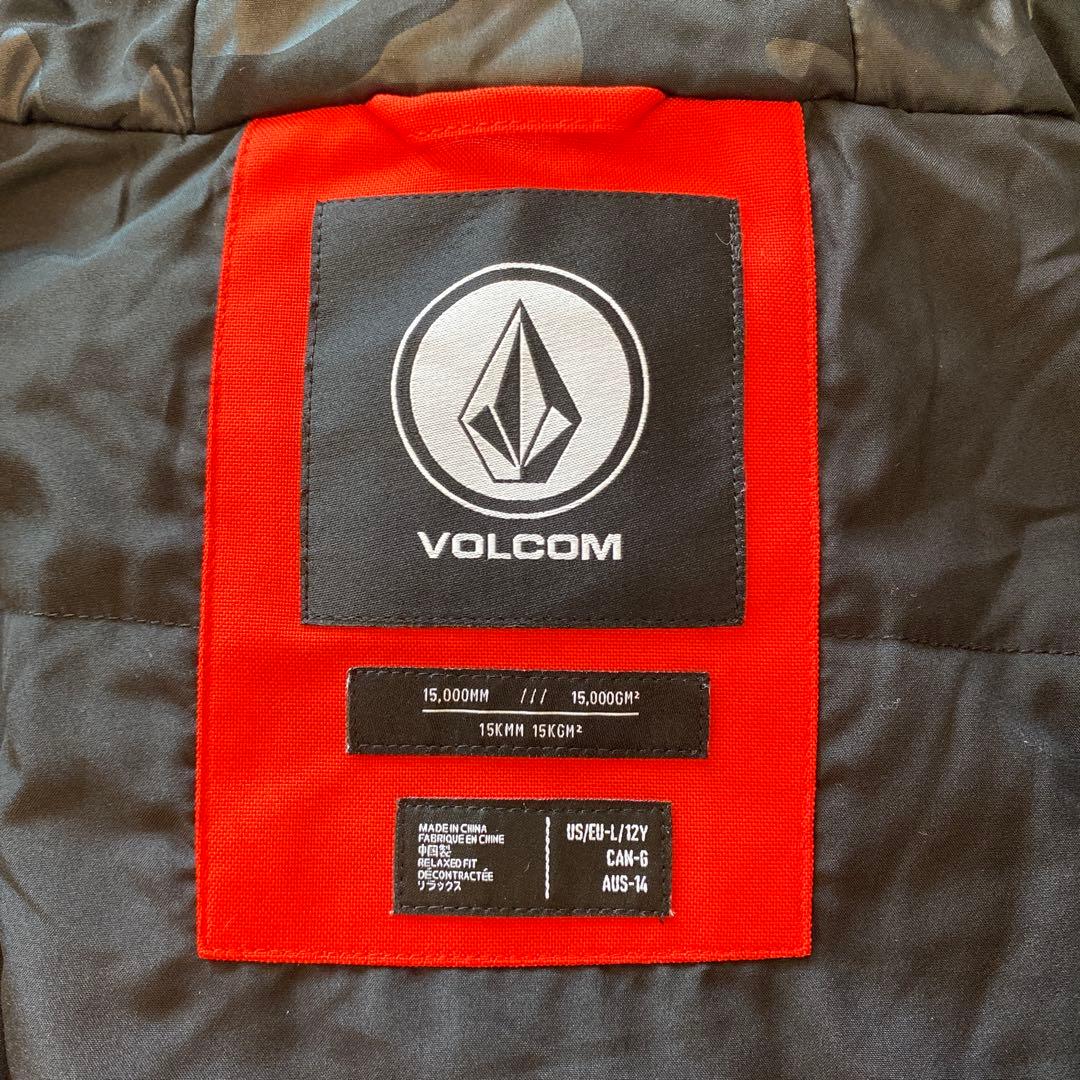 VOLCOM
15,000MM /// 15,000GM²
15KMM 15KGM²
MADE IN CHINA
FABRIQUE EN CHINE
中国製
RELAXED FIT
DÉCONTRACTÉE
リラックス
US/EU-L/12Y
CAN-G
AUS-14